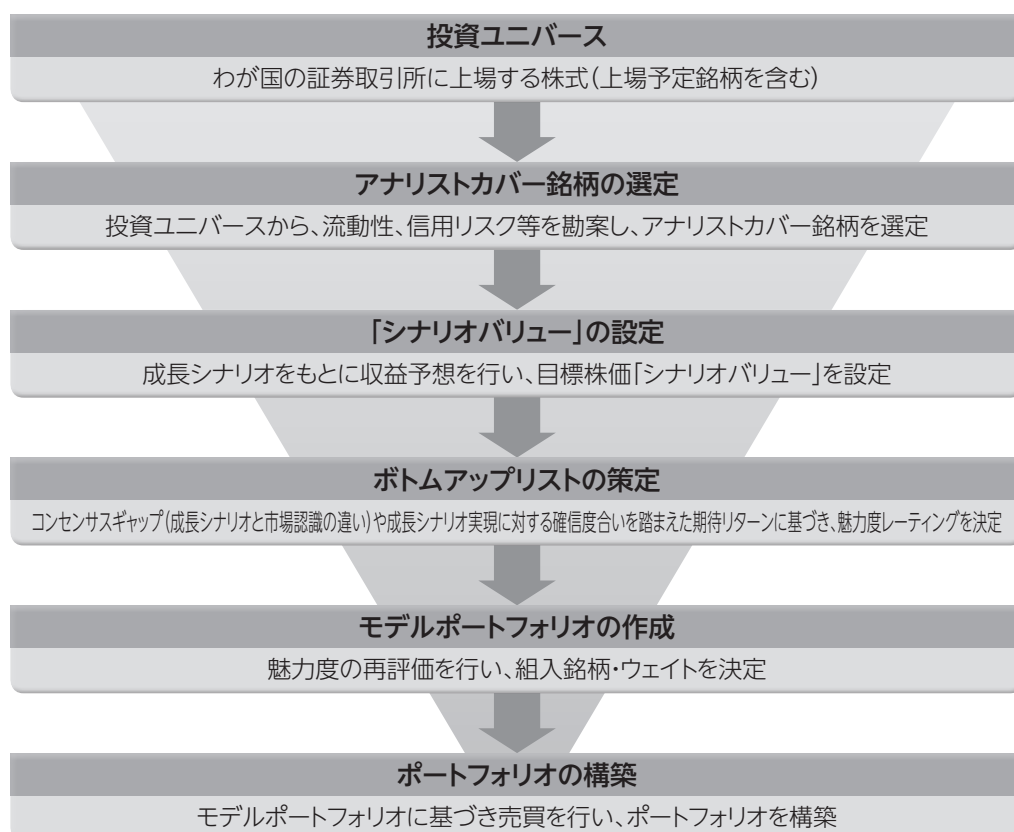 投資ユニバース
わが国の証券取引所に上場する株式(上場予定銘柄を含む)
アナリストカバー銘柄の選定
投資ユニバースから、流動性、信用リスク等を勘案し、アナリストカバー銘柄を選定
「シナリオバリュー」の設定
成長シナリオをもとに収益予想を行い、目標株価「シナリオバリュー」を設定
ボトムアップリストの策定
コンセンサスギャップ(成長シナリオと市場認識の違い)や成長シナリオ実現に対する確信度合いを踏まえた期待リターンに基づき、魅力度レーティングを決定
モデルポートフォリオの作成
魅力度の再評価を行い、組入銘柄・ウェイトを決定
ポートフォリオの構築
モデルポートフォリオに基づき売買を行い、ポートフォリオを構築